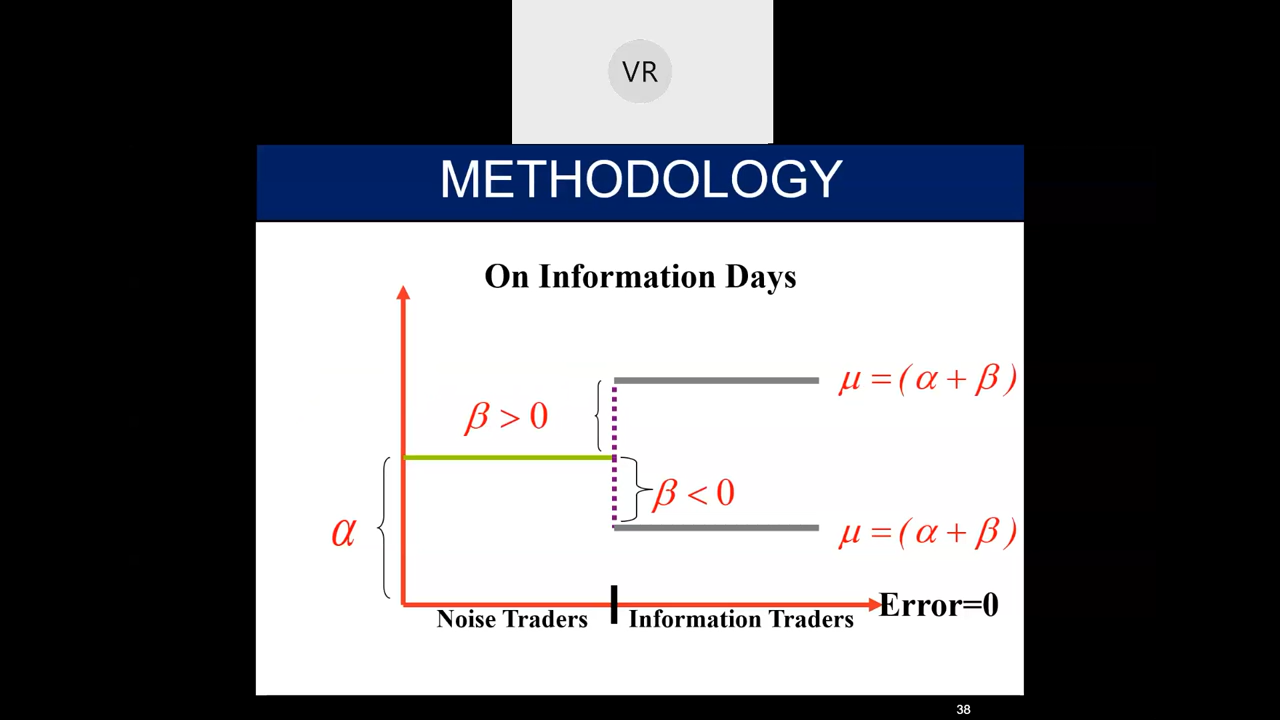 VR
METHODOLOGY
On Information Days
μ = (α + β)
β > 0
β < 0
α
μ = (α + β)
Error=0
Noise Traders
Information Traders
38